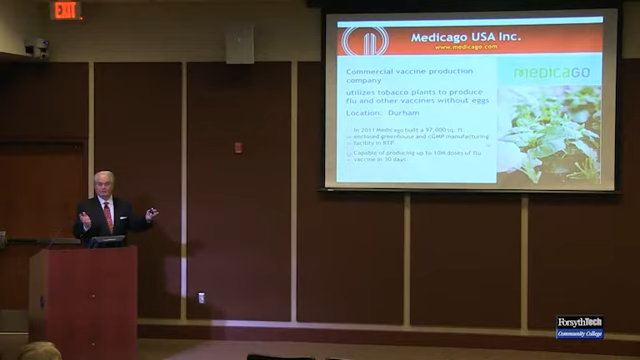 EXIT
Medicago USA Inc.
www.medicago.com
Commercial vaccine production
company
utilizes tobacco plants to produce
flu and other vaccines without eggs
Location: Durham
In 2011 Medicago built a 97,000-sq. ft.
enclosed greenhouse and cGMP manufacturing
facility in RTP
Capable of producing up to 10M doses of flu
vaccine in 30 days
medicago
ForsythTech
Community College